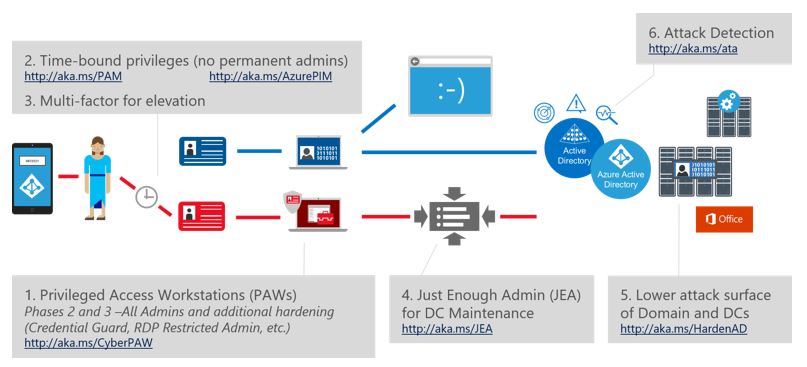 6. Attack Detection
http://aka.ms/ata
2. Time-bound privileges (no permanent admins)
http://aka.ms/PAM http://aka.ms/AzurePIM
3. Multi-factor for elevation
:-)
Active
Directory
Azure Active
Directory
Office
1. Privileged Access Workstations (PAWs)
Phases 2 and 3 –All Admins and additional hardening
(Credential Guard, RDP Restricted Admin, etc.)
http://aka.ms/CyberPAW
4. Just Enough Admin (JEA)
for DC Maintenance
http://aka.ms/JEA
5. Lower attack surface
of Domain and DCs
http://aka.ms/HardenAD